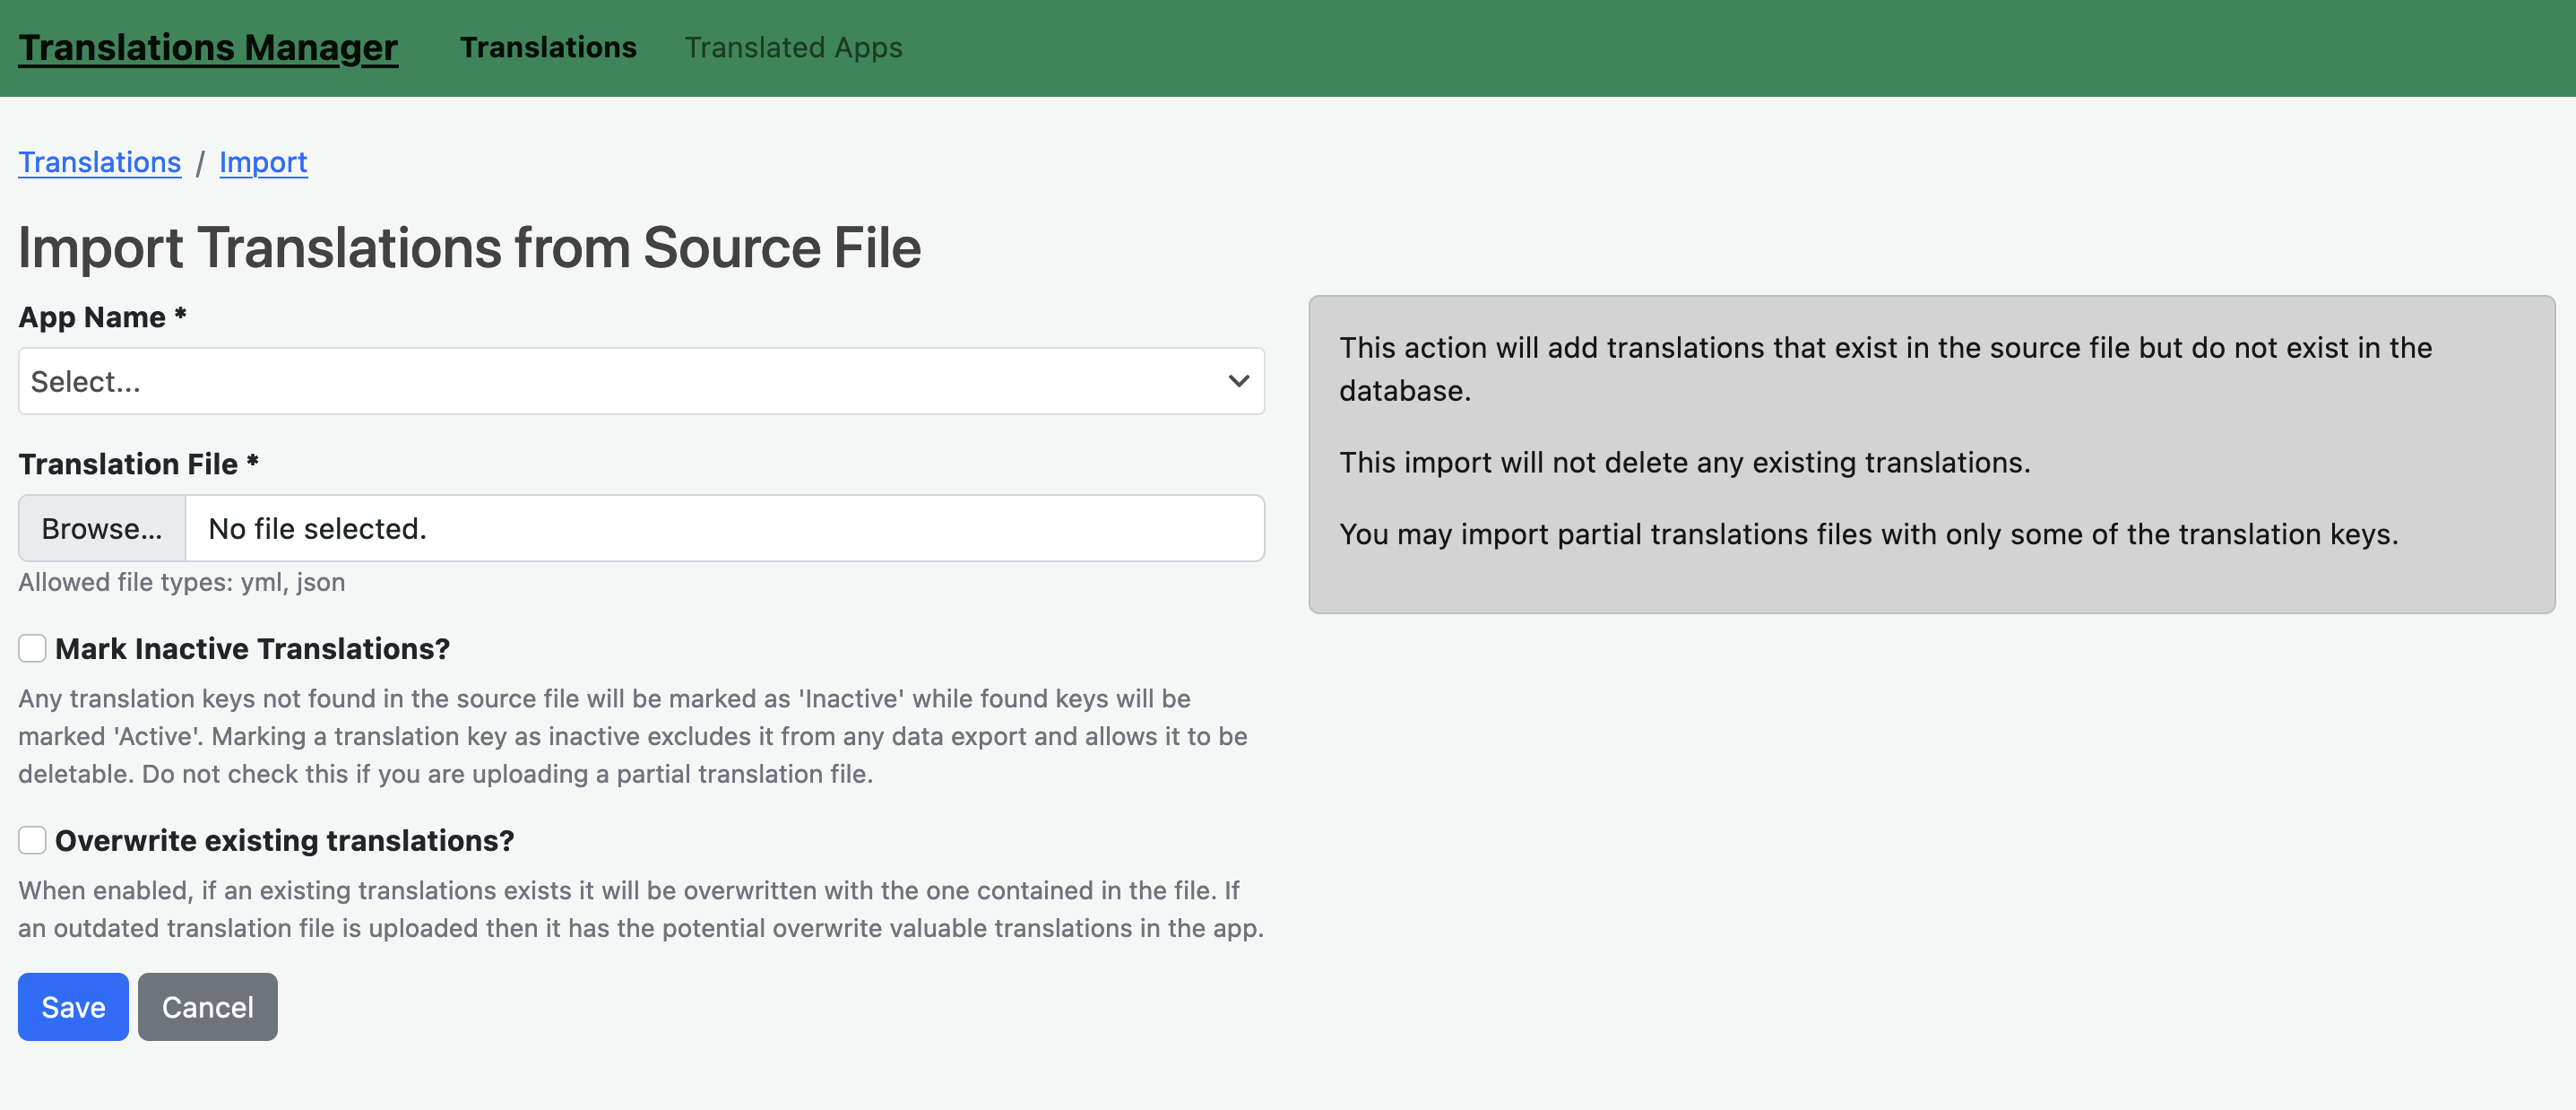 Translations Manager
Translations
Translated Apps
Translations / Import
Import Translations from Source File
App Name *
Select...
Translation File *
Browse... No file selected.
Allowed file types: yml, json
Mark Inactive Translations?
Any translation keys not found in the source file will be marked as 'Inactive' while found keys will be
marked 'Active'. Marking a translation key as inactive excludes it from any data export and allows it to be
deletable. Do not check this if you are uploading a partial translation file.
Overwrite existing translations?
When enabled, if an existing translations exists it will be overwritten with the one contained in the file. If
an outdated translation file is uploaded then it has the potential overwrite valuable translations in the app.
Save
Cancel
This action will add translations that exist in the source file but do not exist in the
database.
This import will not delete any existing translations.
You may import partial translations files with only some of the translation keys.